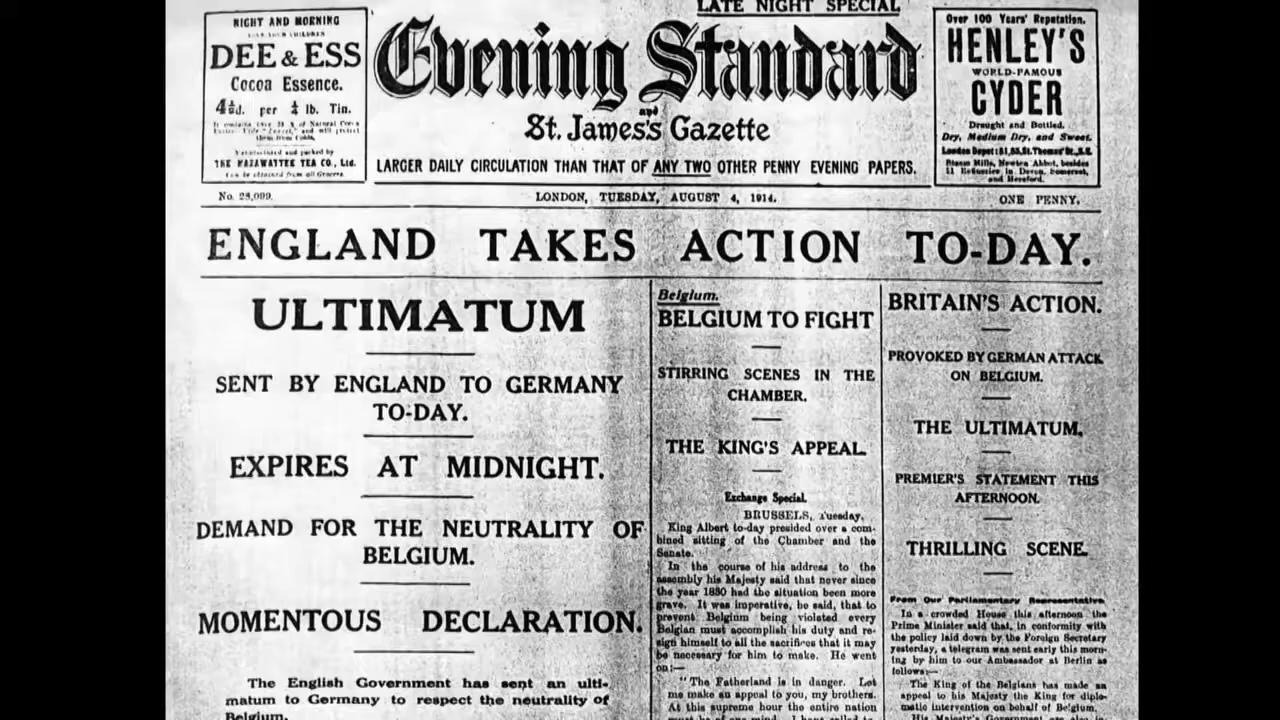 LATE NIGHT SPECIAL
NIGHT AND MORNING
DEE & ESS
Cocoa Essence.
4½d. per ¼ lb. Tin.
THE MAZAWATTEE TEA CO., Ltd.
Can be obtained from all Grocers.
Evening Standard
and
St. James's Gazette
LARGER DAILY CIRCULATION THAN THAT OF ANY TWO OTHER PENNY EVENING PAPERS.
Over 100 Years' Reputation.
HENLEY'S
WORLD-FAMOUS
CYDER
Draught and Bottled.
Dry, Medium Dry, and Sweet.
and Hereford.
LONDON, TUESDAY, AUGUST 4, 1914.
ONE PENNY.
ENGLAND TAKES ACTION TO-DAY.
ULTIMATUM
SENT BY ENGLAND TO GERMANY
TO-DAY.
EXPIRES AT MIDNIGHT.
DEMAND FOR THE NEUTRALITY OF
BELGIUM.
MOMENTOUS DECLARATION.
The English Government has sent an ulti-
matum to Germany to respect the neutrality of
Belgium.
Belgium.
BELGIUM TO FIGHT
STIRRING SCENES IN THE
CHAMBER.
THE KING'S APPEAL
Exchange Special.
BRUSSELS, Tuesday.
King Albert to-day presided over a com-
bined sitting of the Chamber and the
Senate.
In the course of his address to the
assembly his Majesty said that never since
the year 1830 had the situation been more
grave. It was imperative, he said, that to
prevent Belgium being violated every
Belgian must accomplish his duty and re-
sign himself to all the sacrifices that it may
be necessary for him to make. He went
on:—
"The Fatherland is in danger. Let
me make an appeal to you, my brothers.
At this supreme hour the entire nation
BRITAIN'S ACTION.
PROVOKED BY GERMAN ATTACK
ON BELGIUM.
THE ULTIMATUM.
PREMIER'S STATEMENT THIS
AFTERNOON.
THRILLING SCENE.
From Our Parliamentary Representative
In a crowded House this afternoon the
Prime Minister said that, in conformity with
the policy laid down by the Foreign Secretary
yesterday, a telegram was sent early this morn-
ing by him to our Ambassador at Berlin as
follows:—
The King of the Belgians has made an
appeal to his Majesty the King for diplo-
matic intervention on behalf of Belgium.